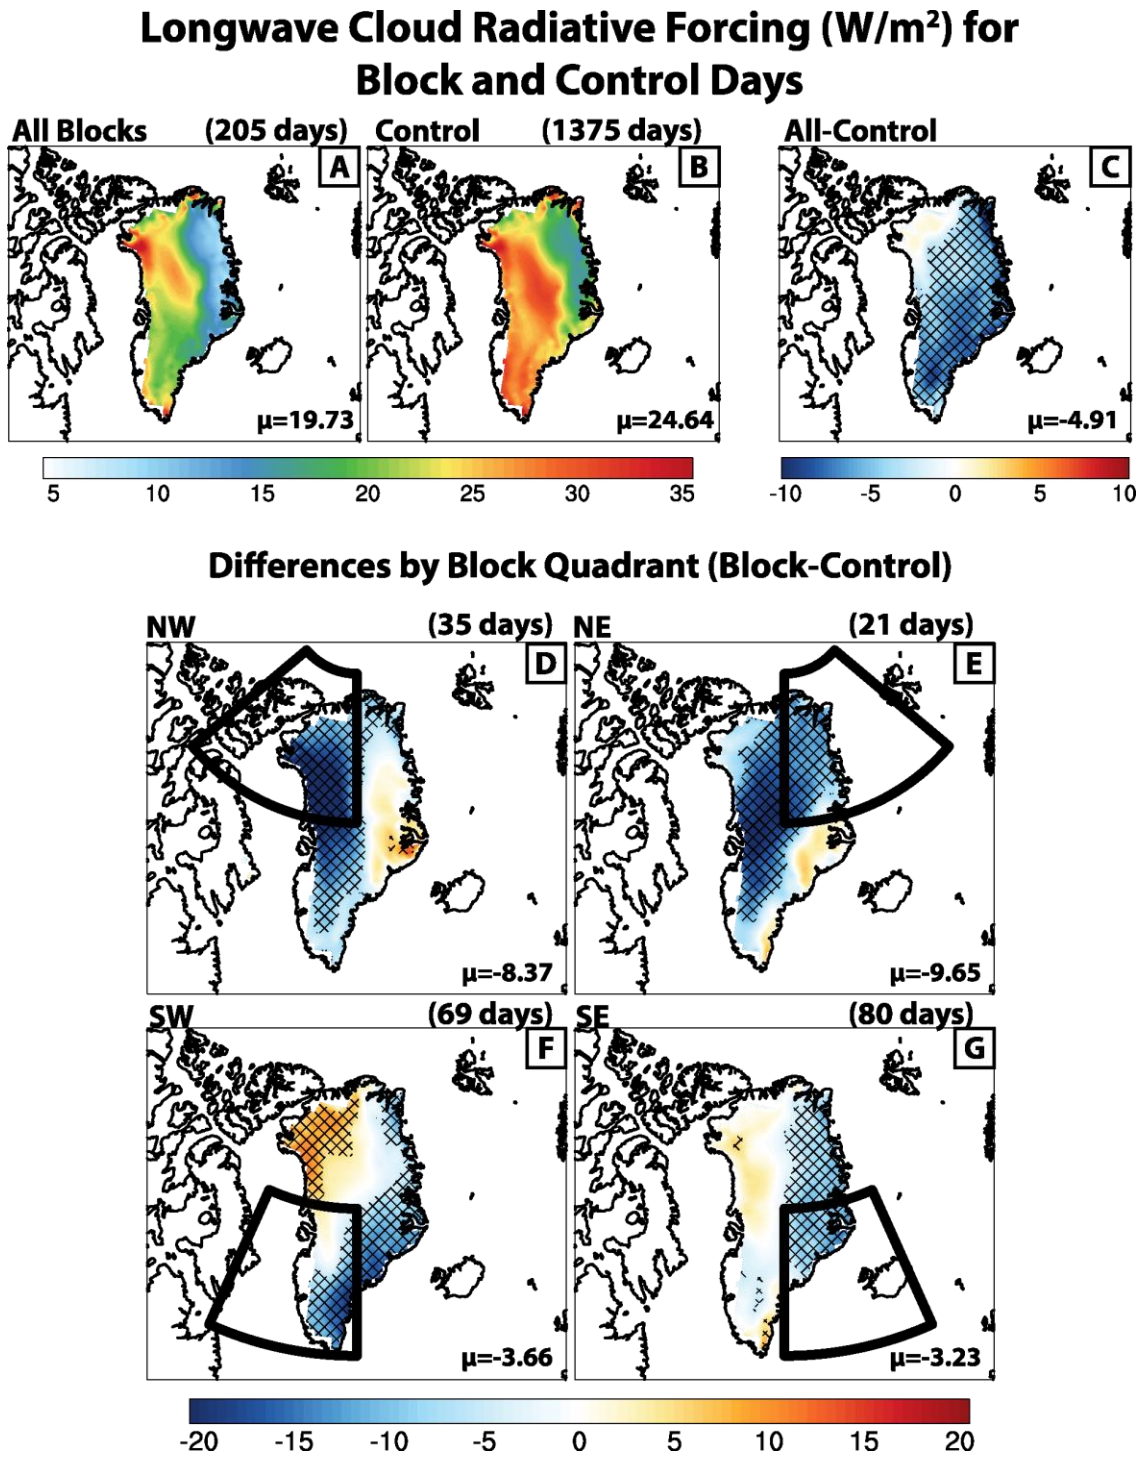 Longwave Cloud Radiative Forcing (W/m²) for
Block and Control Days
All Blocks (205 days) Control (1375 days) All-Control
A B C
μ=19.73 μ=24.64 μ=-4.91
5 10 15 20 25 30 35 -10 -5 0 5 10
Differences by Block Quadrant (Block-Control)
NW (35 days) NE (21 days)
D E
μ=-8.37 μ=-9.65
SW (69 days) SE (80 days)
F G
μ=-3.66 μ=-3.23
-20 -15 -10 -5 0 5 10 15 20